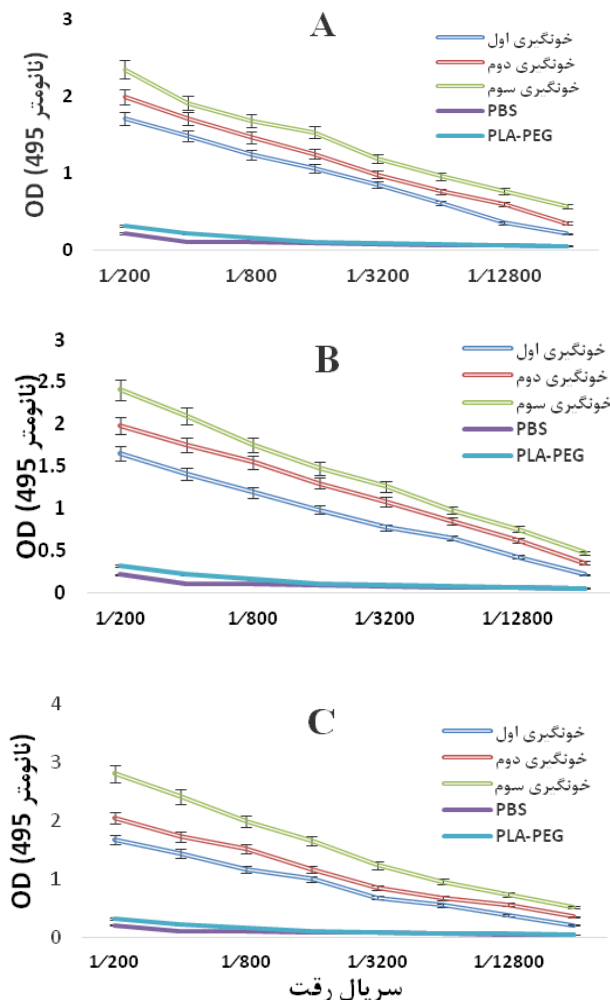 A
3
2
1
0
OD (495 نانومتر)
خونگیری اول
خونگیری دوم
خونگیری سوم
PBS
PLA-PEG
1/200
1/800
1/3200
1/12800
B
3
2.5
2
1.5
1
0.5
0
OD (495 نانومتر)
خونگیری اول
خونگیری دوم
خونگیری سوم
PBS
PLA-PEG
1/200
1/800
1/3200
1/12800
C
4
3
2
1
0
OD (495 نانومتر)
خونگیری اول
خونگیری دوم
خونگیری سوم
PBS
PLA-PEG
1/200
1/800
1/3200
1/12800
سریال رقت